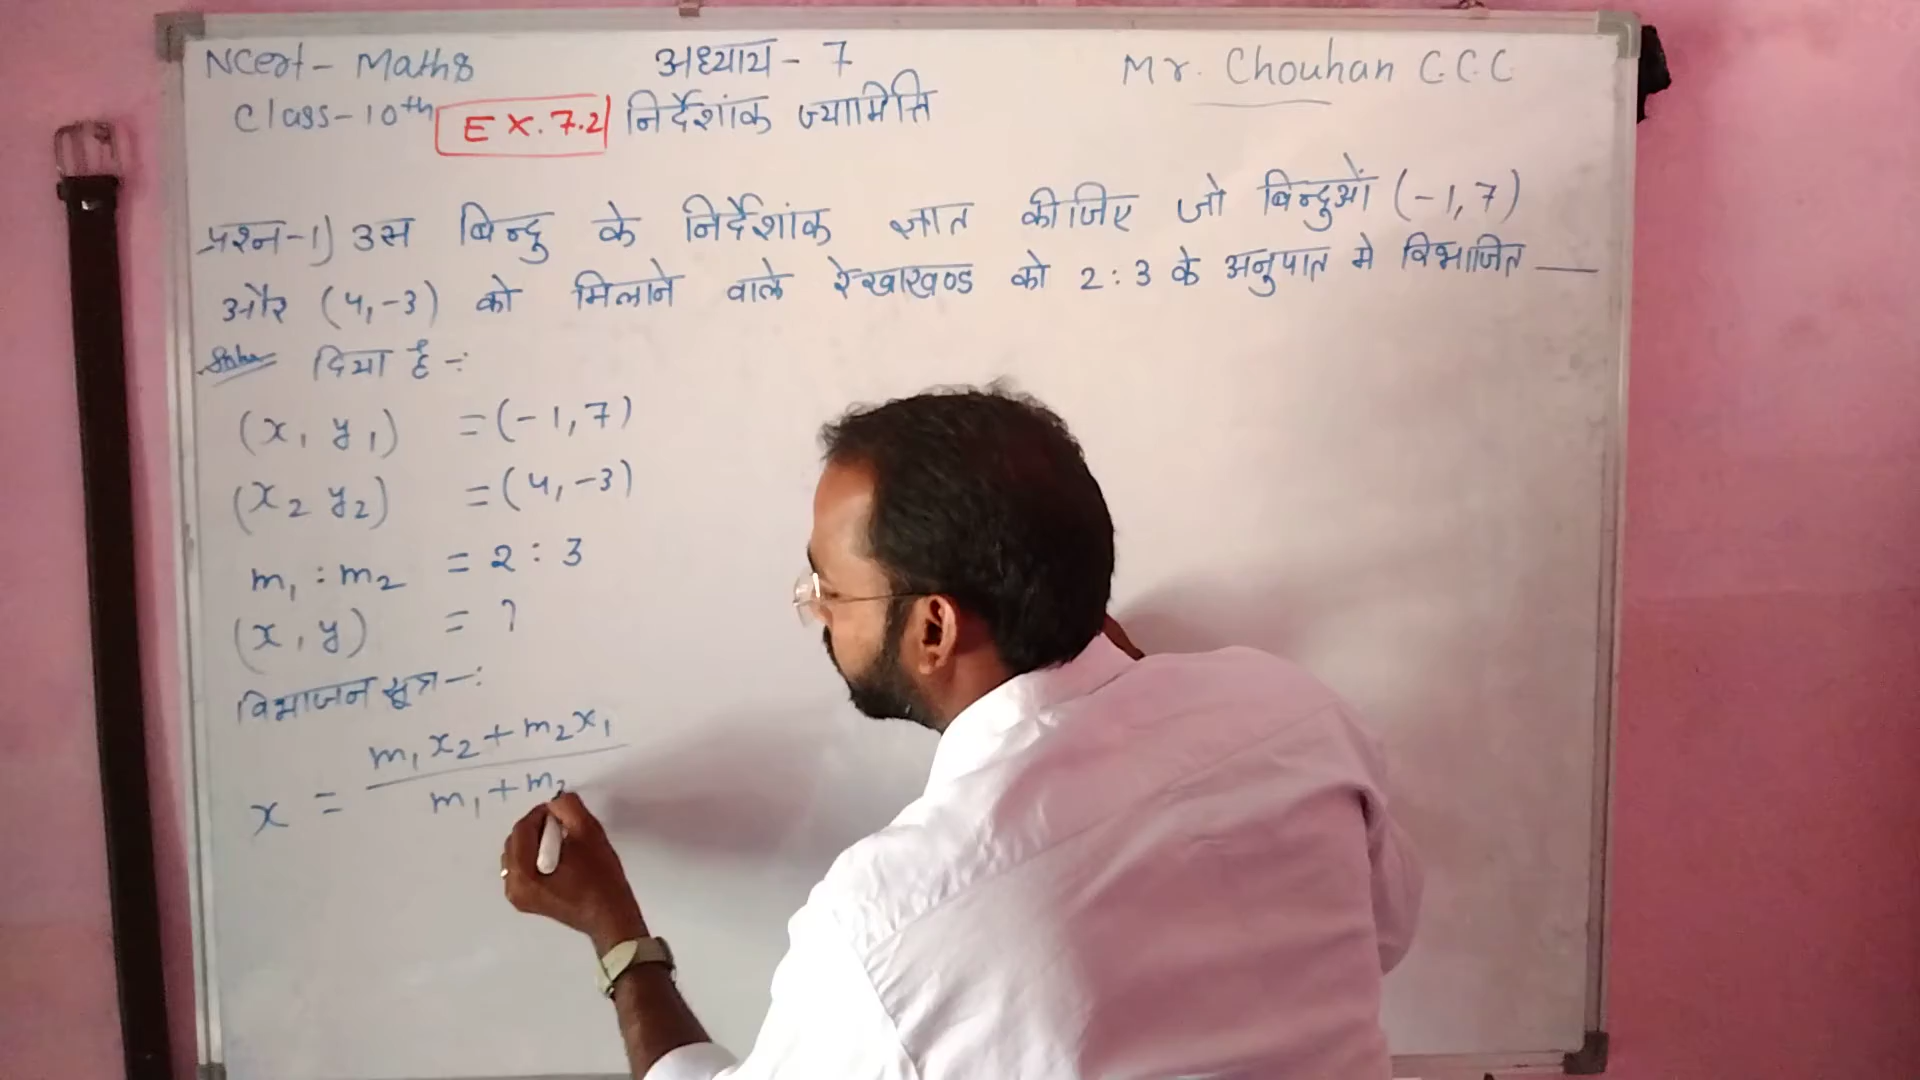 NCert - Maths अध्याय - 7 Mr. Chouhan C.C.C
Class-10th EX. 7.2 निर्देशांक ज्यामिति
प्रश्न-1) उस बिन्दु के निर्देशांक ज्ञात कीजिए जो बिन्दुओं (-1,7)
और (4,-3) को मिलाने वाले रेखाखण्ड को 2:3 के अनुपात मे विभाजित —
Soln दिया है -:
(x, y₁) = (-1,7)
(x₂ y₂) = (4,-3)
m₁ : m₂ = 2 : 3
(x, y) = ?
विभाजन सूत्र -:
m₁x₂ + m₂x₁
x =
m₁ + m₂